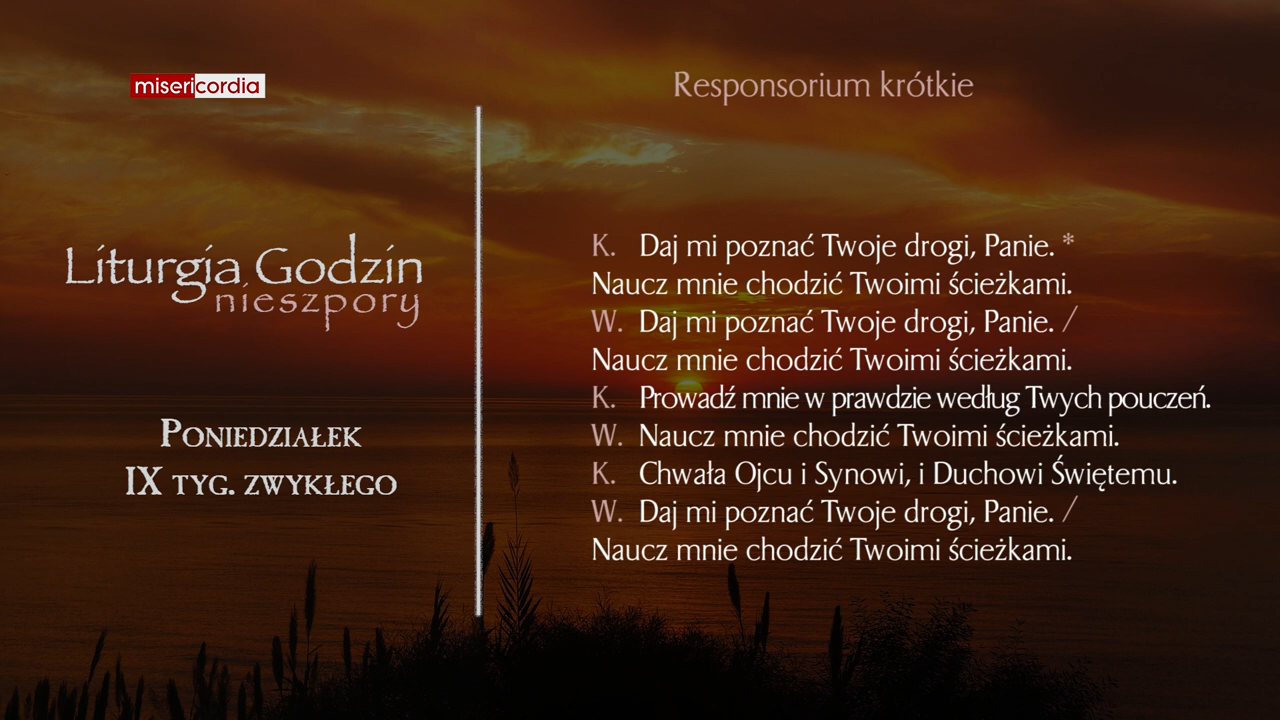 misericordia
Liturgia Godzin
nieszpory
Poniedziałek
IX tyg. zwykłego
Responsorium krótkie
K. Daj mi poznać Twoje drogi, Panie. *
Naucz mnie chodzić Twoimi ścieżkami.
W. Daj mi poznać Twoje drogi, Panie. /
Naucz mnie chodzić Twoimi ścieżkami.
K. Prowadź mnie w prawdzie według Twych pouczeń.
W. Naucz mnie chodzić Twoimi ścieżkami.
K. Chwała Ojcu i Synowi, i Duchowi Świętemu.
W. Daj mi poznać Twoje drogi, Panie. /
Naucz mnie chodzić Twoimi ścieżkami.